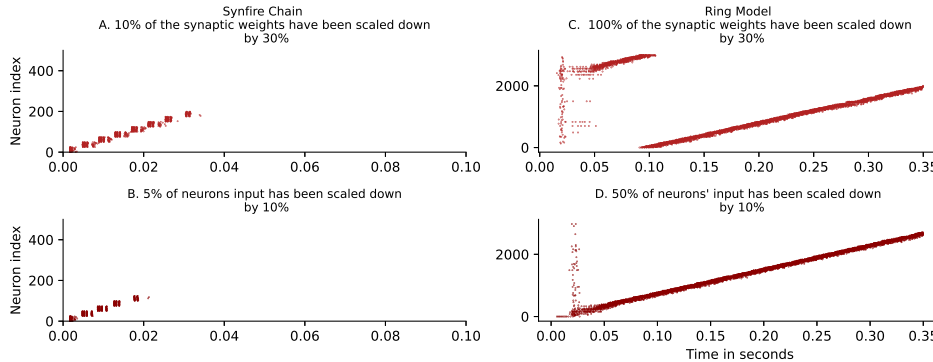 Synfire Chain
A. 10% of the synaptic weights have been scaled down
by 30%
Neuron index
400
200
0
0.00 0.02 0.04 0.06 0.08 0.10
Ring Model
C. 100% of the synaptic weights have been scaled down
by 30%
2000
0
0.00 0.05 0.10 0.15 0.20 0.25 0.30 0.35
B. 5% of neurons input has been scaled down
by 10%
Neuron index
400
200
0
0.00 0.02 0.04 0.06 0.08 0.10
D. 50% of neurons' input has been scaled down
by 10%
2000
0
0.00 0.05 0.10 0.15 0.20 0.25 0.30 0.35
Time in seconds